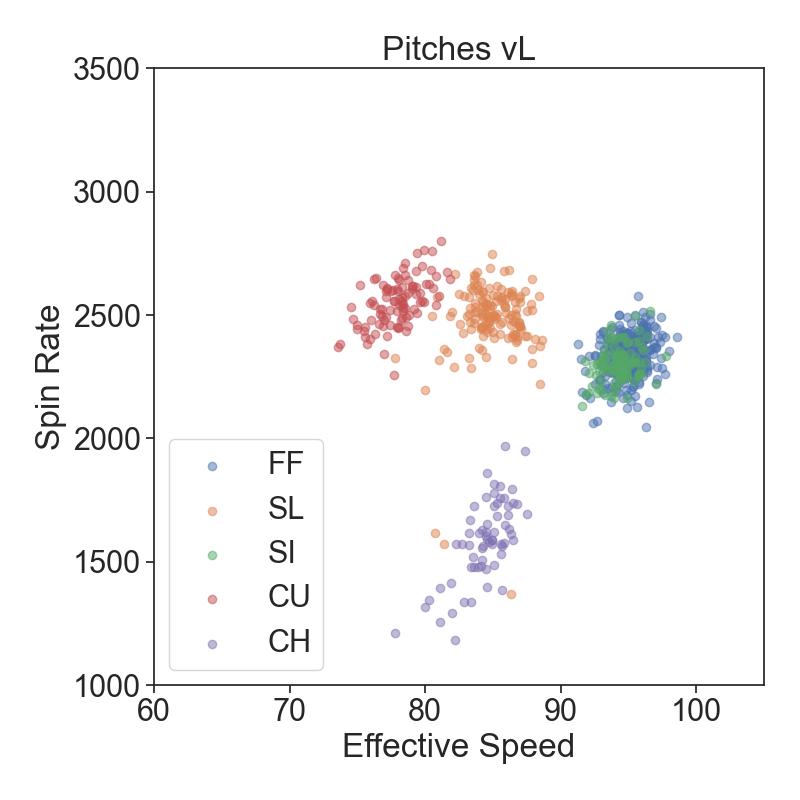 Pitches vL
3500
3000
2500
2000
1500
1000
Spin Rate
FF
SL
SI
CU
CH
60 70 80 90 100
Effective Speed